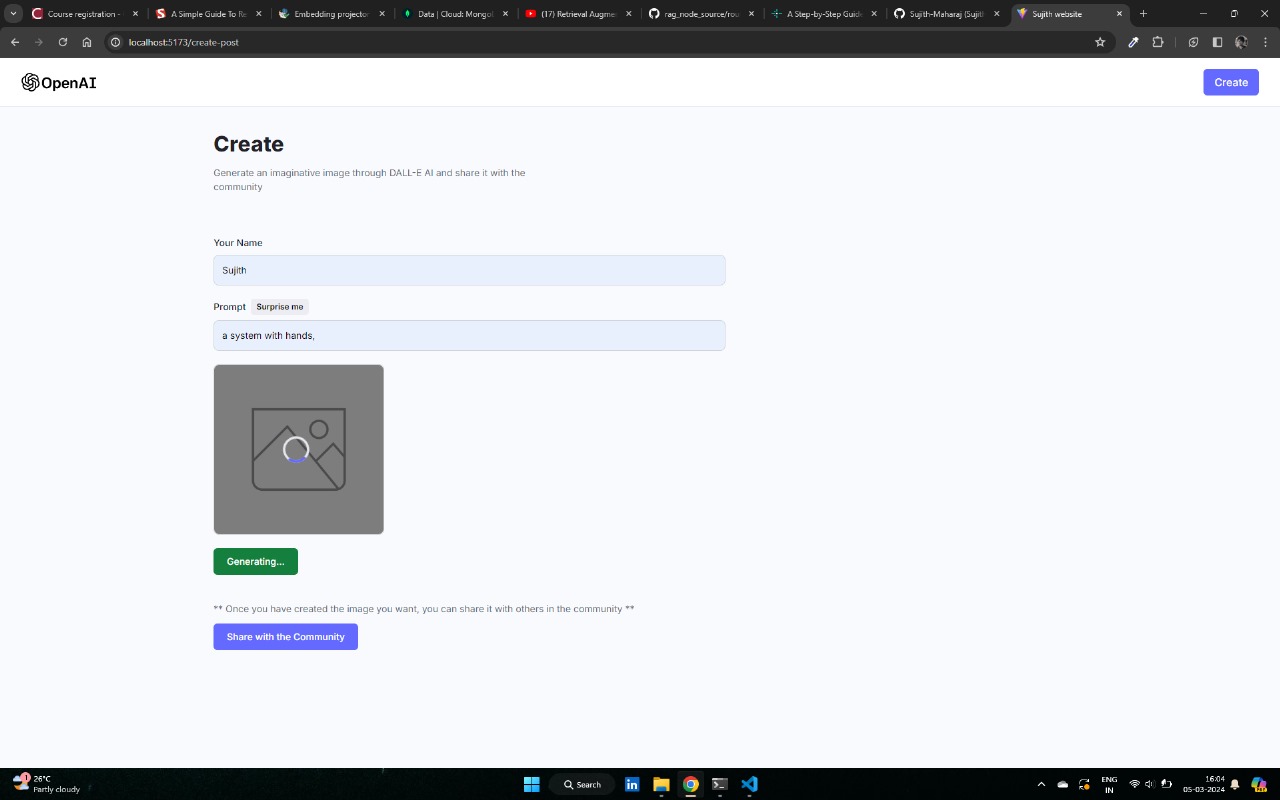 Course registration -
A Simple Guide To Re
Embedding projector
Data | Cloud: Mongo
(17) Retrieval Augme
rag_node_source/rou
A Step-by-Step Guide
Sujith-Maharaj (Sujith
Sujith website
localhost:5173/create-post
OpenAI
Create
Create
Generate an imaginative image through DALL-E AI and share it with the
community
Your Name
Sujith
Prompt Surprise me
a system with hands,
Generating...
** Once you have created the image you want, you can share it with others in the community **
Share with the Community
1
26°C
Partly cloudy
Search
ENG
IN
16:04
05-03-2024